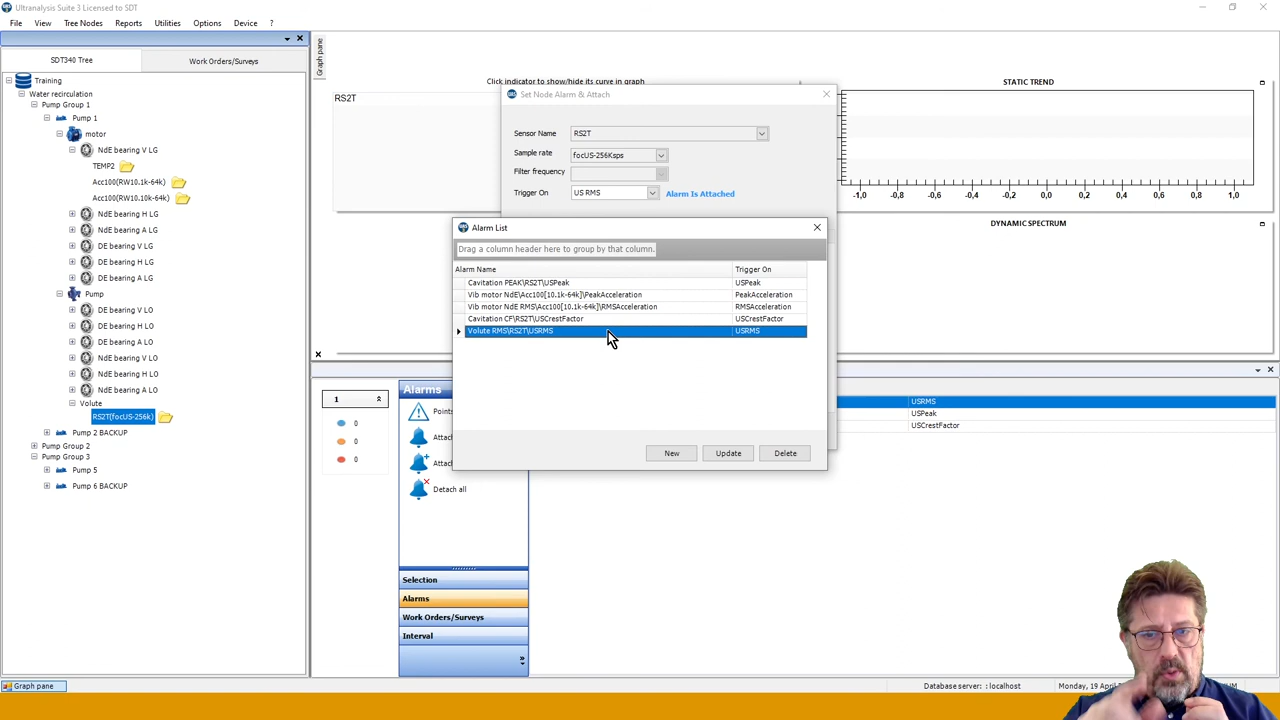 Ultranalysis Suite 3 Licensed to SDT
File View Tree Nodes Reports Utilities Options Device ?
SDT340 Tree
Work Orders/Surveys
Training
Water recirculation
Pump Group 1
Pump 1
motor
NdE bearing V LG
TEMP2
Acc100(RW10.1k-64k)
Acc100(RW10.10k-64k)
NdE bearing H LG
NdE bearing A LG
DE bearing V LG
DE bearing H LG
DE bearing A LG
Pump
DE bearing V LO
DE bearing H LO
DE bearing A LO
NdE bearing V LO
NdE bearing H LO
NdE bearing A LO
Volute
RS2T(focUS-256k)
Pump 2 BACKUP
Pump Group 2
Pump Group 3
Pump 5
Pump 6 BACKUP
Graph pane
Click indicator to show/hide its curve in graph
RS2T
STATIC TREND
-0,8 -0,6 -0,4 -0,2 0,0 0,2 0,4 0,6 0,8 1,0
DYNAMIC SPECTRUM
Set Node Alarm & Attach
Sensor Name RS2T
Sample rate focUS-256Ksps
Filter frequency
Trigger On US RMS Alarm Is Attached
Alarm List
Drag a column header here to group by that column.
Alarm Name Trigger On
Cavitation PEAK\RS2T\USPeak USPeak
Vib motor NdE\Acc100[10.1k-64k]\PeakAcceleration PeakAcceleration
Vib motor NdE RMS\Acc100[10.1k-64k]\RMSAcceleration RMSAcceleration
Cavitation CF\RS2T\USCrestFactor USCrestFactor
Volute RMS\RS2T\USRMS USRMS
New Update Delete
1
0
0
0
Alarms
Points
Attac
Attac
Detach all
Selection
Alarms
Work Orders/Surveys
Interval
USRMS
USPeak
USCrestFactor
Graph pane
Database server: : localhost
Monday, 19 April